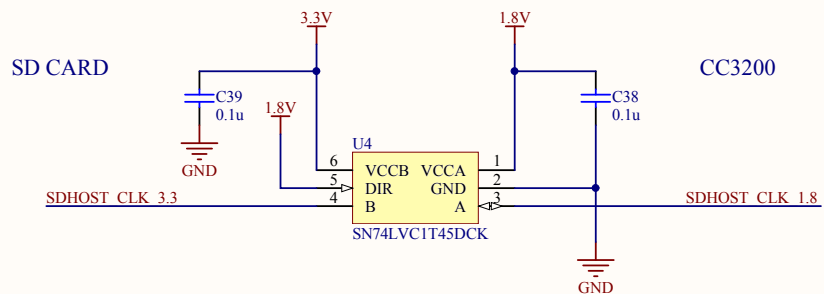 3.3V
1.8V
SD CARD
CC3200
C39
0.1u
C38
0.1u
1.8V
GND
U4
6 VCCB VCCA 1
5 DIR GND 2
4 B A 3
SDHOST_CLK_3.3
SDHOST_CLK_1.8
SN74LVC1T45DCK
GND